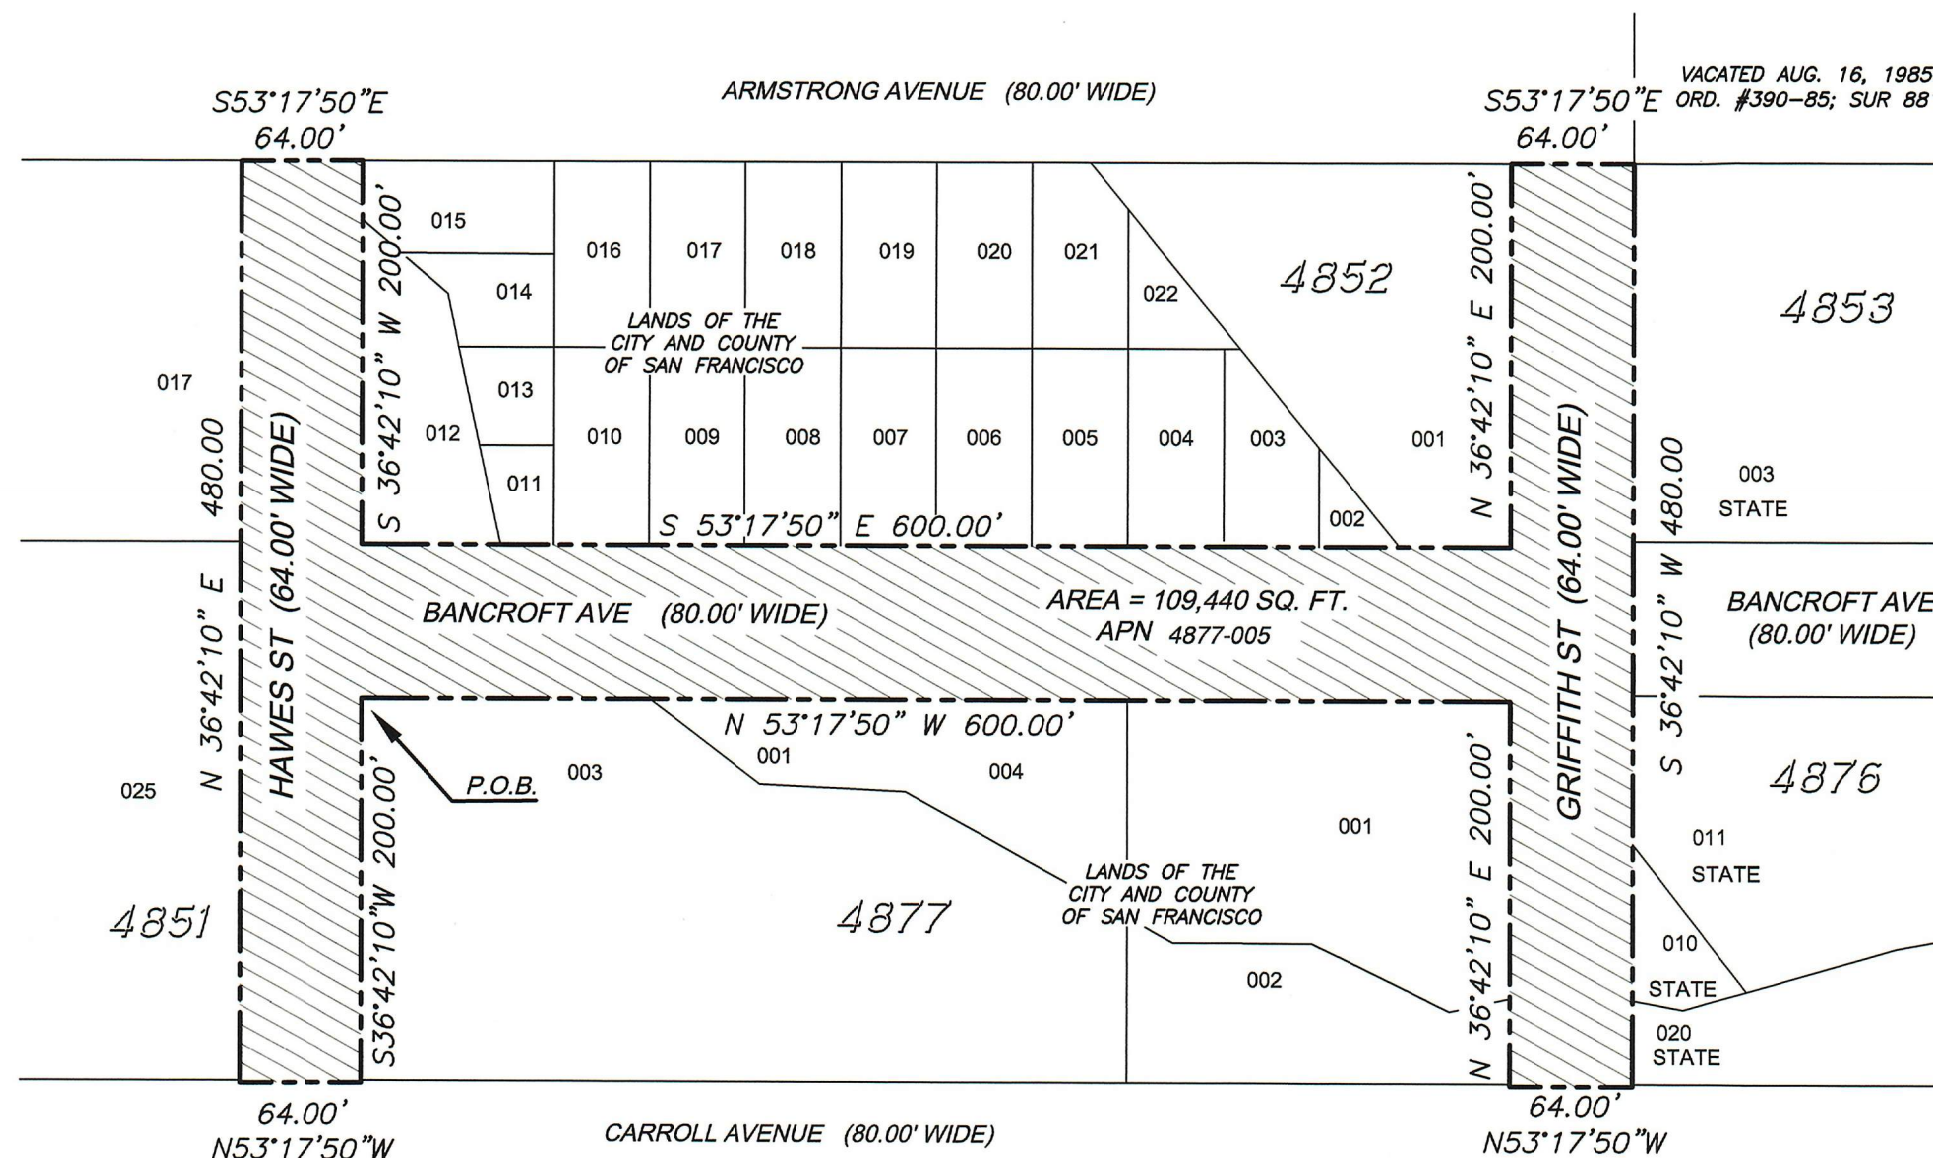 VACATED AUG. 16, 1985
ORD. #390-85; SUR 88
ARMSTRONG AVENUE (80.00' WIDE)
S53°17'50"E
64.00'
S53°17'50"E
64.00'
015
016
017
018
019
020
021
022
014
4852
4853
LANDS OF THE
CITY AND COUNTY
OF SAN FRANCISCO
S 36°42'10" W 200.00'
N 36°42'10" E 200.00'
017
012
013
011
010
009
008
007
006
005
004
003
002
001
003
STATE
S 53°17'50" E 600.00'
N 36°42'10" E 480.00
HAWES ST (64.00' WIDE)
BANCROFT AVE (80.00' WIDE)
AREA = 109,440 SQ. FT.
APN 4877-005
GRIFFITH ST (64.00' WIDE)
S 36°42'10" W 480.00
BANCROFT AVE
(80.00' WIDE)
N 53°17'50" W 600.00'
P.O.B.
003
001
004
001
025
4851
S36°42'10"W 200.00'
4877
LANDS OF THE
CITY AND COUNTY
OF SAN FRANCISCO
002
N 36°42'10" E 200.00'
4876
011
STATE
010
STATE
020
STATE
64.00'
N53°17'50"W
CARROLL AVENUE (80.00' WIDE)
64.00'
N53°17'50"W